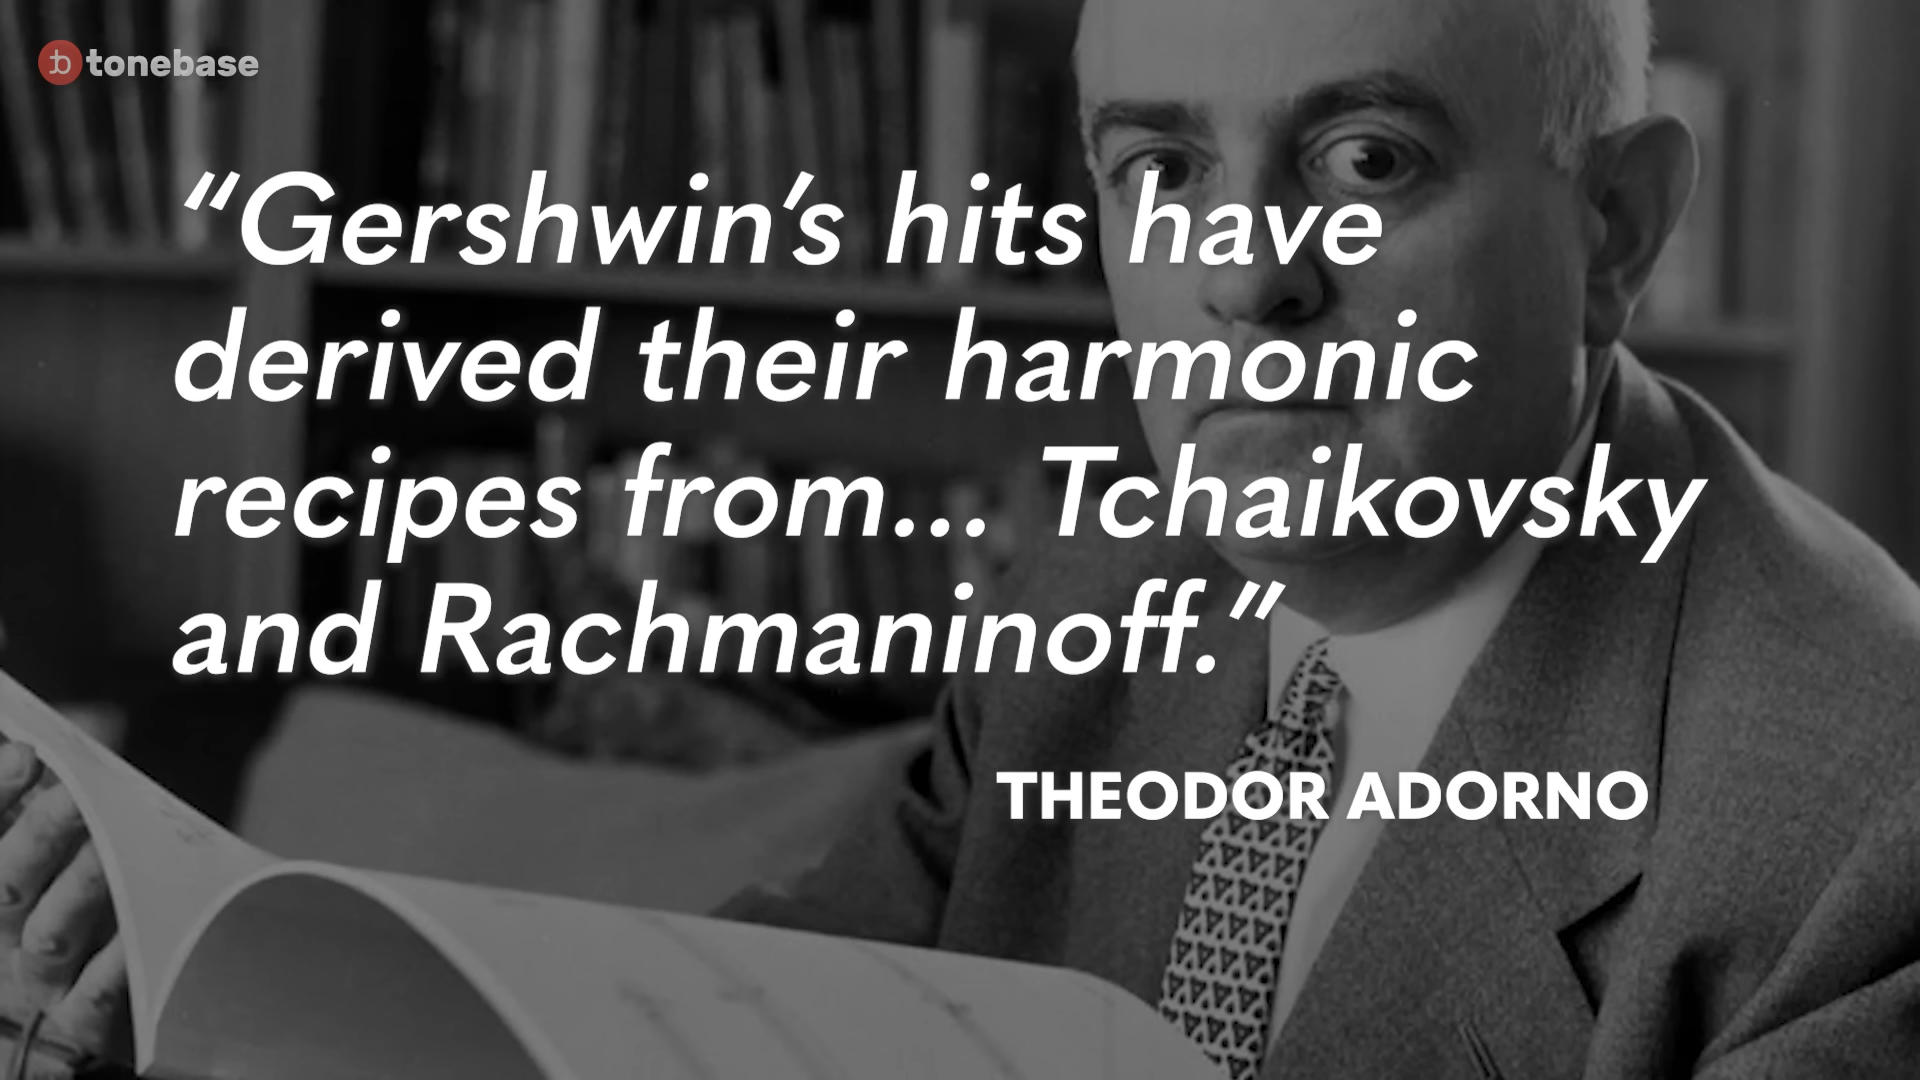 tonebase
“Gershwin’s hits have
derived their harmonic
recipes from... Tchaikovsky
and Rachmaninoff.”
THEODOR ADORNO